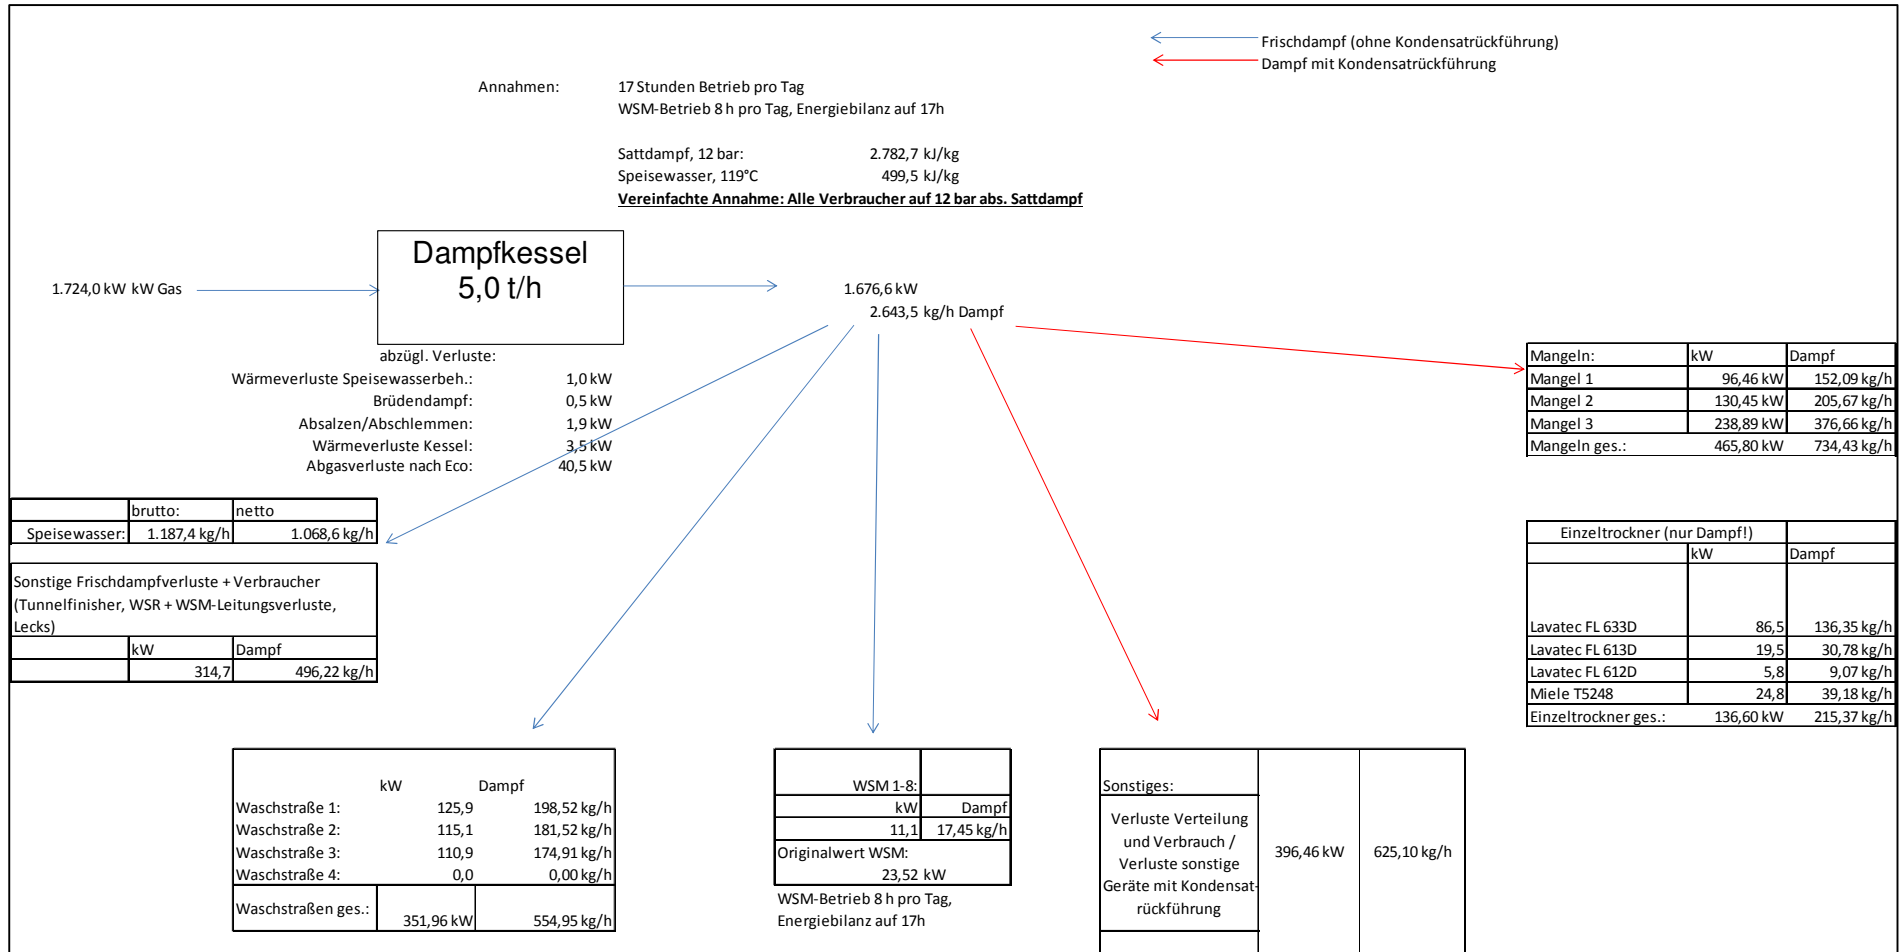 Frischdampf (ohne Kondensatrückführung)
Dampf mit Kondensatrückführung
Annahmen: 17 Stunden Betrieb pro Tag
WSM-Betrieb 8 h pro Tag, Energiebilanz auf 17h
Sattdampf, 12 bar: 2.782,7 kJ/kg
Speisewasser, 119°C 499,5 kJ/kg
Vereinfachte Annahme: Alle Verbraucher auf 12 bar abs. Sattdampf
Dampfkessel
5,0 t/h
1.724,0 kW kW Gas
1.676,6 kW
2.643,5 kg/h Dampf
abzügl. Verluste:
Wärmeverluste Speisewasserbeh.: 1,0 kW
Brüdendampf: 0,5 kW
Absalzen/Abschlemmen: 1,9 kW
Wärmeverluste Kessel: 3,5 kW
Abgasverluste nach Eco: 40,5 kW
Mangeln: kW Dampf
Mangel 1 96,46 kW 152,09 kg/h
Mangel 2 130,45 kW 205,67 kg/h
Mangel 3 238,89 kW 376,66 kg/h
Mangeln ges.: 465,80 kW 734,43 kg/h
brutto: netto
Speisewasser: 1.187,4 kg/h 1.068,6 kg/h
Sonstige Frischdampfverluste + Verbraucher
(Tunnelfinisher, WSR + WSM-Leitungsverluste,
Lecks)
kW Dampf
314,7 496,22 kg/h
Einzeltrockner (nur Dampf!)
kW Dampf
Lavatec FL 633D 86,5 136,35 kg/h
Lavatec FL 613D 19,5 30,78 kg/h
Lavatec FL 612D 5,8 9,07 kg/h
Miele T5248 24,8 39,18 kg/h
Einzeltrockner ges.: 136,60 kW 215,37 kg/h
kW Dampf
Waschstraße 1: 125,9 198,52 kg/h
Waschstraße 2: 115,1 181,52 kg/h
Waschstraße 3: 110,9 174,91 kg/h
Waschstraße 4: 0,0 0,00 kg/h
Waschstraßen ges.: 351,96 kW 554,95 kg/h
WSM 1-8:
kW Dampf
11,1 17,45 kg/h
Originalwert WSM:
23,52 kW
WSM-Betrieb 8 h pro Tag,
Energiebilanz auf 17h
Sonstiges:
Verluste Verteilung
und Verbrauch /
Verluste sonstige
Geräte mit Kondensat-
rückführung
396,46 kW 625,10 kg/h